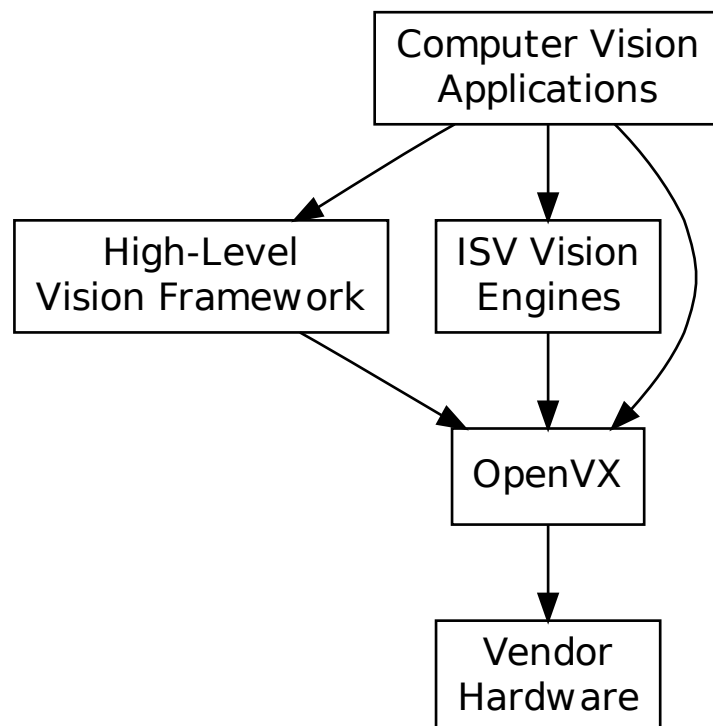 Computer Vision
Applications
High-Level
Vision Framework
ISV Vision
Engines
OpenVX
Vendor
Hardware